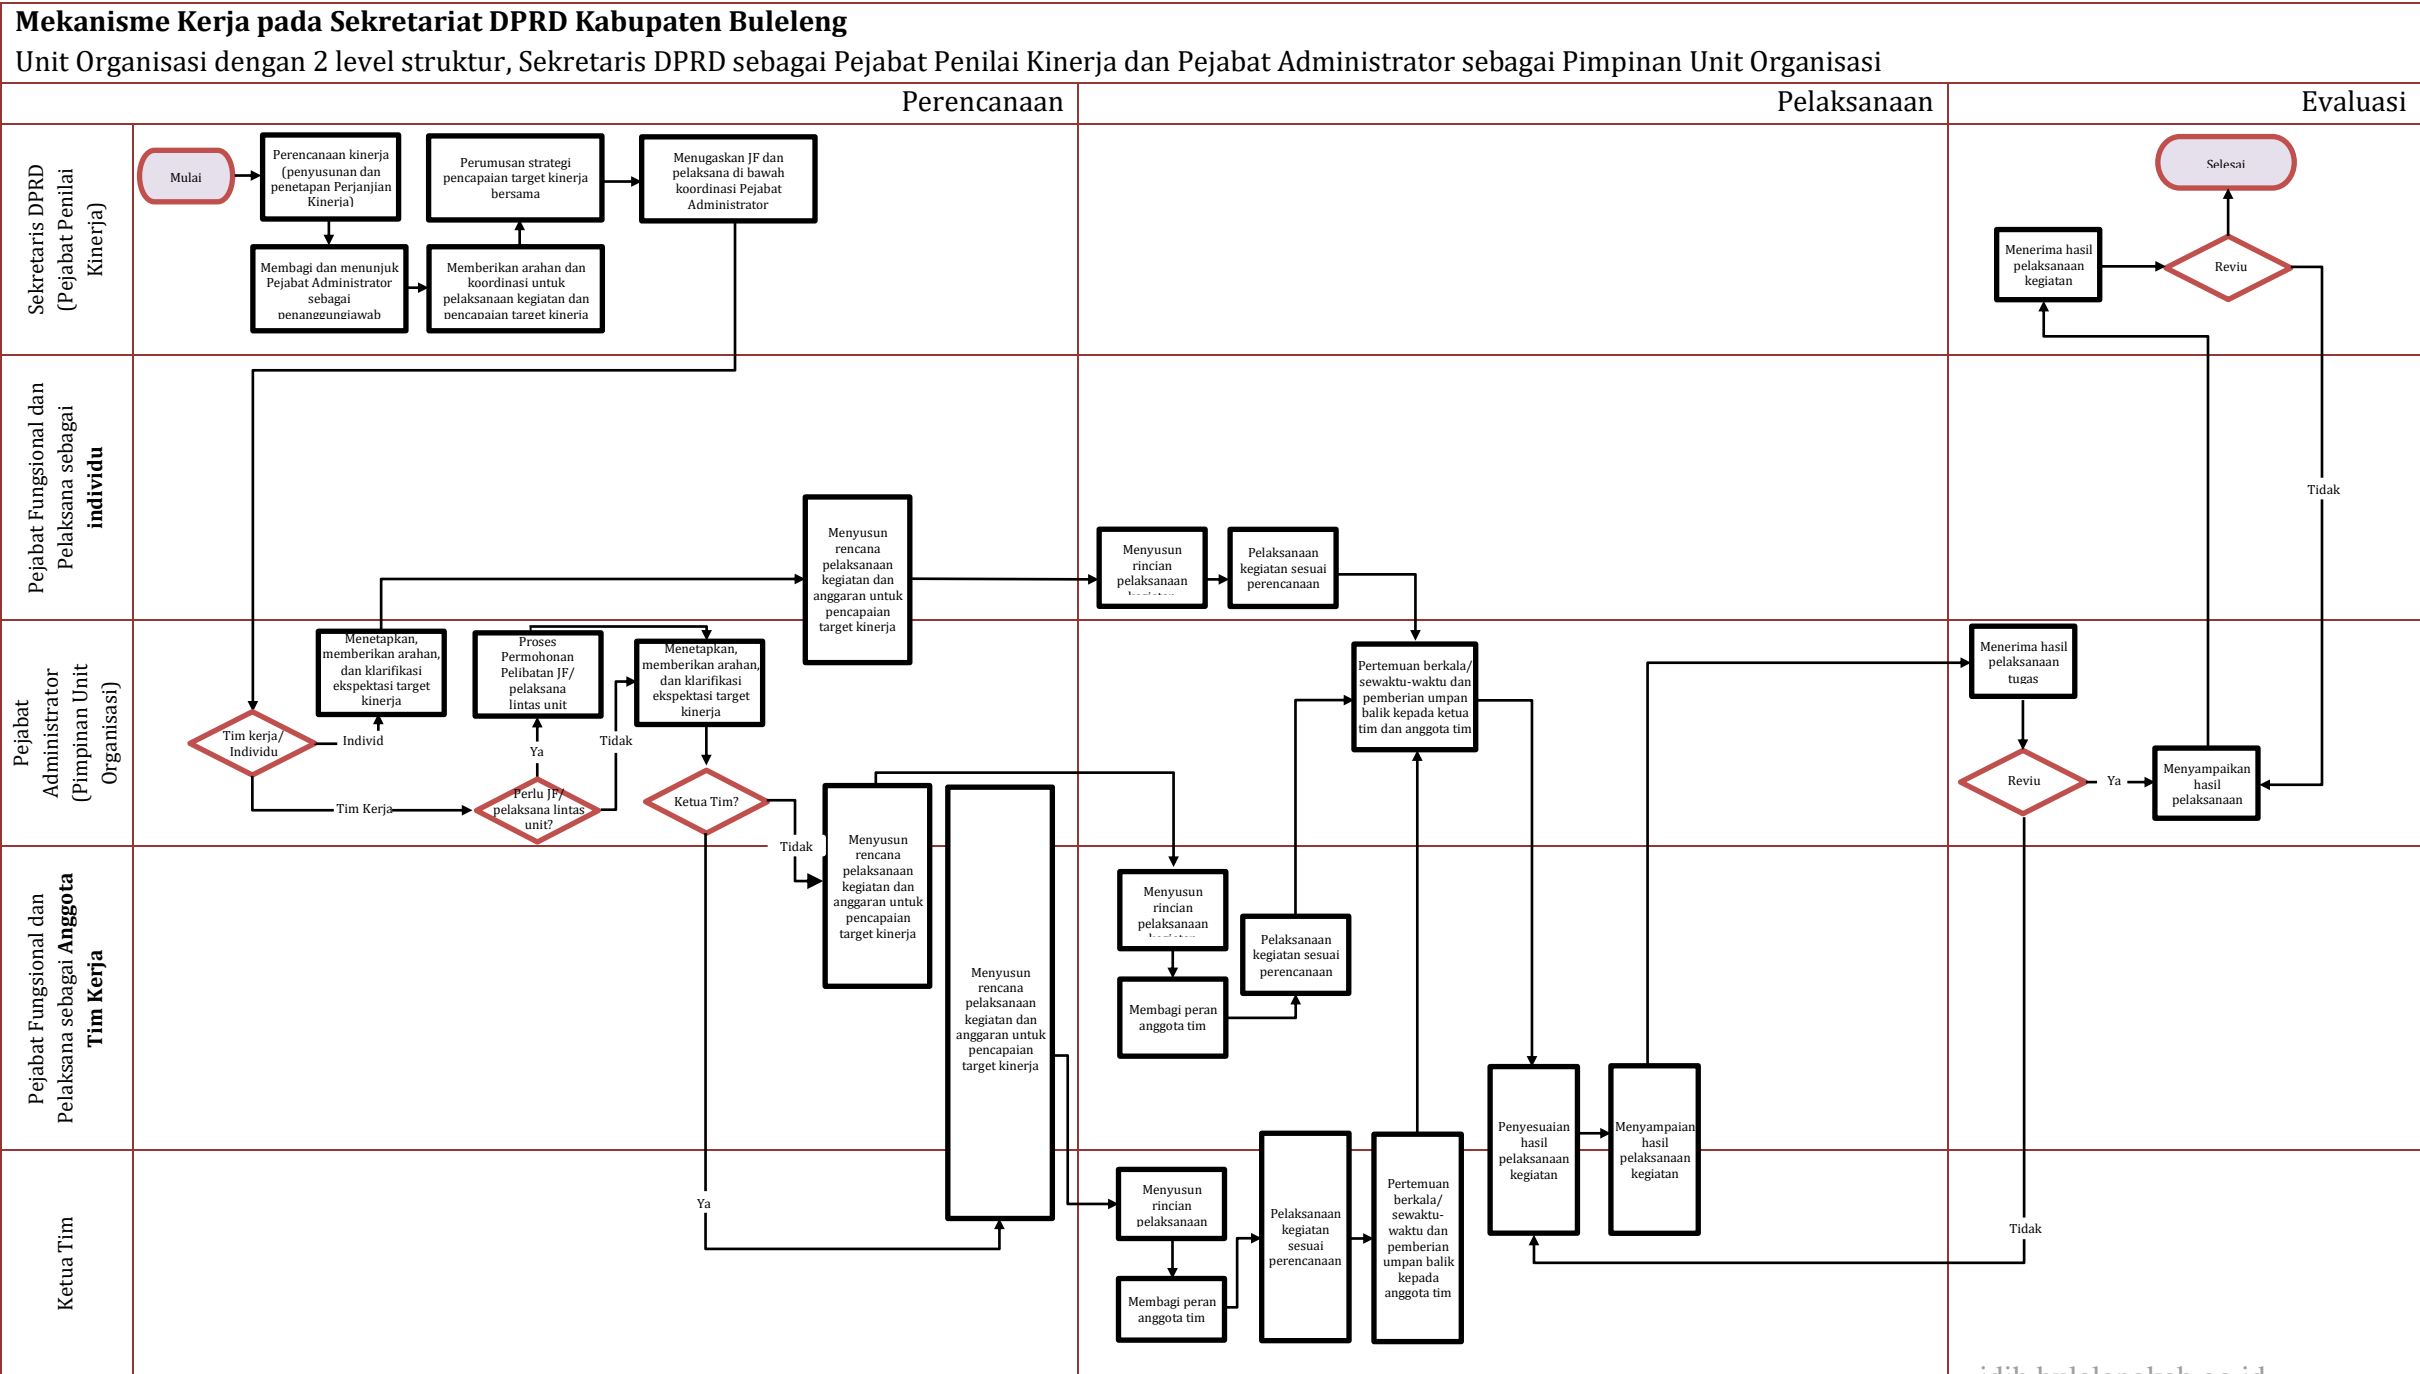 Mekanisme Kerja pada Sekretariat DPRD Kabupaten Buleleng
Unit Organisasi dengan 2 level struktur, Sekretaris DPRD sebagai Pejabat Penilai Kinerja dan Pejabat Administrator sebagai Pimpinan Unit Organisasi
Perencanaan
Pelaksanaan
Evaluasi
Sekretaris DPRD
(Pejabat Penilai
Kinerja)
Mulai
Perencanaan kinerja
(penyusunan dan
penetapan Perjanjian
Kinerja)
Membagi dan menunjuk
Pejabat Administrator
sebagai
penanggungjawab
Memberikan arahan dan
koordinasi untuk
pelaksanaan kegiatan dan
pencapaian target kinerja
Perumusan strategi
pencapaian target kinerja
bersama
Menugaskan JF dan
pelaksana di bawah
koordinasi Pejabat
Administrator
Selesai
Menerima hasil
pelaksanaan
kegiatan
Reviu
Tidak
Pejabat Fungsional dan
Pelaksana sebagai
individu
Menyusun
rencana
pelaksanaan
kegiatan dan
anggaran untuk
pencapaian
target kinerja
Menyusun
rincian
pelaksanaan
kegiatan
Pelaksanaan
kegiatan sesuai
perencanaan
Pejabat
Administrator
(Pimpinan Unit
Organisasi)
Tim kerja/
Individu
Individ
Tim Kerja
Menetapkan,
memberikan arahan,
dan klarifikasi
ekspektasi target
kinerja
Proses
Permohonan
Pelibatan JF/
pelaksana
lintas unit
Ya
Tidak
Perlu JF/
pelaksana lintas
unit?
Menetapkan,
memberikan arahan,
dan klarifikasi
ekspektasi target
kinerja
Ketua Tim?
Tidak
Ya
Pertemuan berkala/
sewaktu-waktu dan
pemberian umpan
balik kepada ketua
tim dan anggota tim
Menerima hasil
pelaksanaan
tugas
Reviu
Ya
Menyampaikan
hasil
pelaksanaan
Tidak
Pejabat Fungsional dan
Pelaksana sebagai Anggota
Tim Kerja
Menyusun
rencana
pelaksanaan
kegiatan dan
anggaran untuk
pencapaian
target kinerja
Menyusun
rencana
pelaksanaan
kegiatan dan
anggaran untuk
pencapaian
target kinerja
Menyusun
rincian
pelaksanaan
kegiatan
Membagi peran
anggota tim
Pelaksanaan
kegiatan sesuai
perencanaan
Penyesuaian
hasil
pelaksanaan
kegiatan
Menyampaian
hasil
pelaksanaan
kegiatan
Ketua Tim
Menyusun
rincian
pelaksanaan
Membagi peran
anggota tim
Pelaksanaan
kegiatan
sesuai
perencanaan
Pertemuan
berkala/
sewaktu-
waktu dan
pemberian
umpan balik
kepada
anggota tim
jdih.bulelengkab.go.id